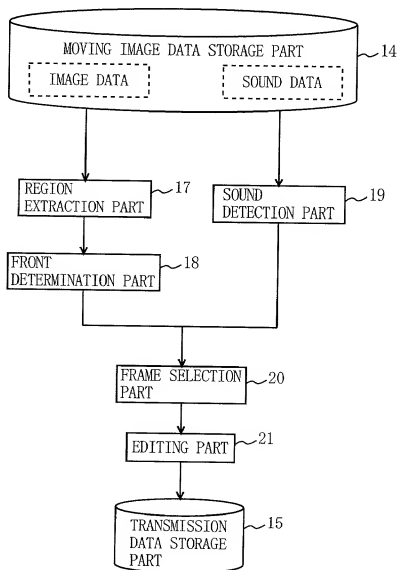 MOVING IMAGE DATA STORAGE PART
14
IMAGE DATA
SOUND DATA
REGION
EXTRACTION PART
17
SOUND
DETECTION PART
19
FRONT
DETERMINATION PART
18
FRAME SELECTION
PART
20
EDITING PART
21
TRANSMISSION
DATA STORAGE
PART
15